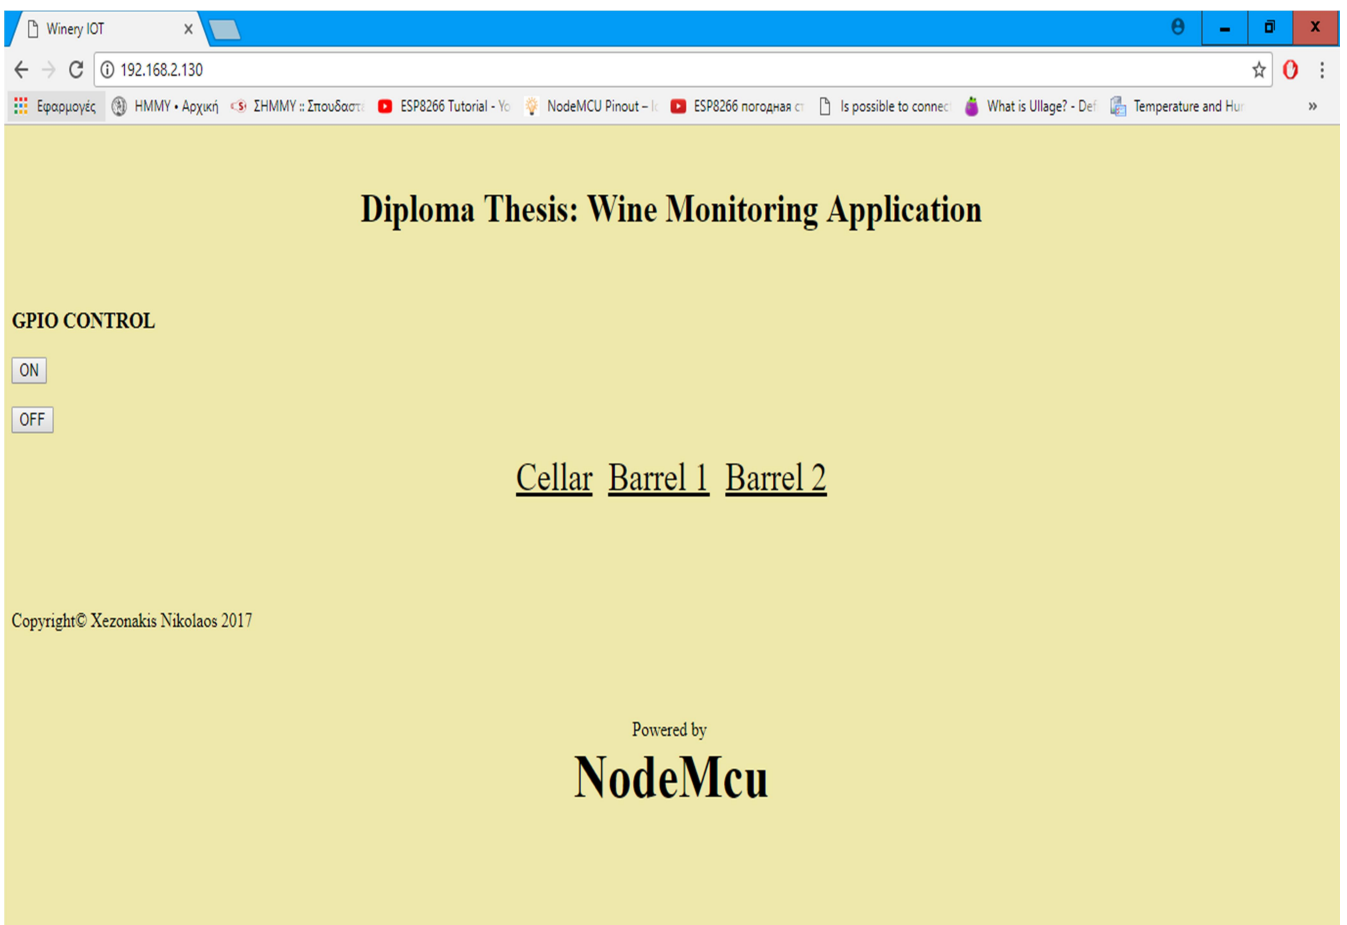 Winery IOT
192.168.2.130
Εφαρμογές HMMY • Αρχική ΣΗΜΜΥ :: Σπουδαστ ESP8266 Tutorial - Yo NodeMCU Pinout – ESP8266 погодная Is possible to connec What is Ullage? - Def Temperature and Hu
Diploma Thesis: Wine Monitoring Application
GPIO CONTROL
ON
OFF
Cellar Barrel 1 Barrel 2
Copyright© Xezonakis Nikolaos 2017
Powered by
NodeMcu